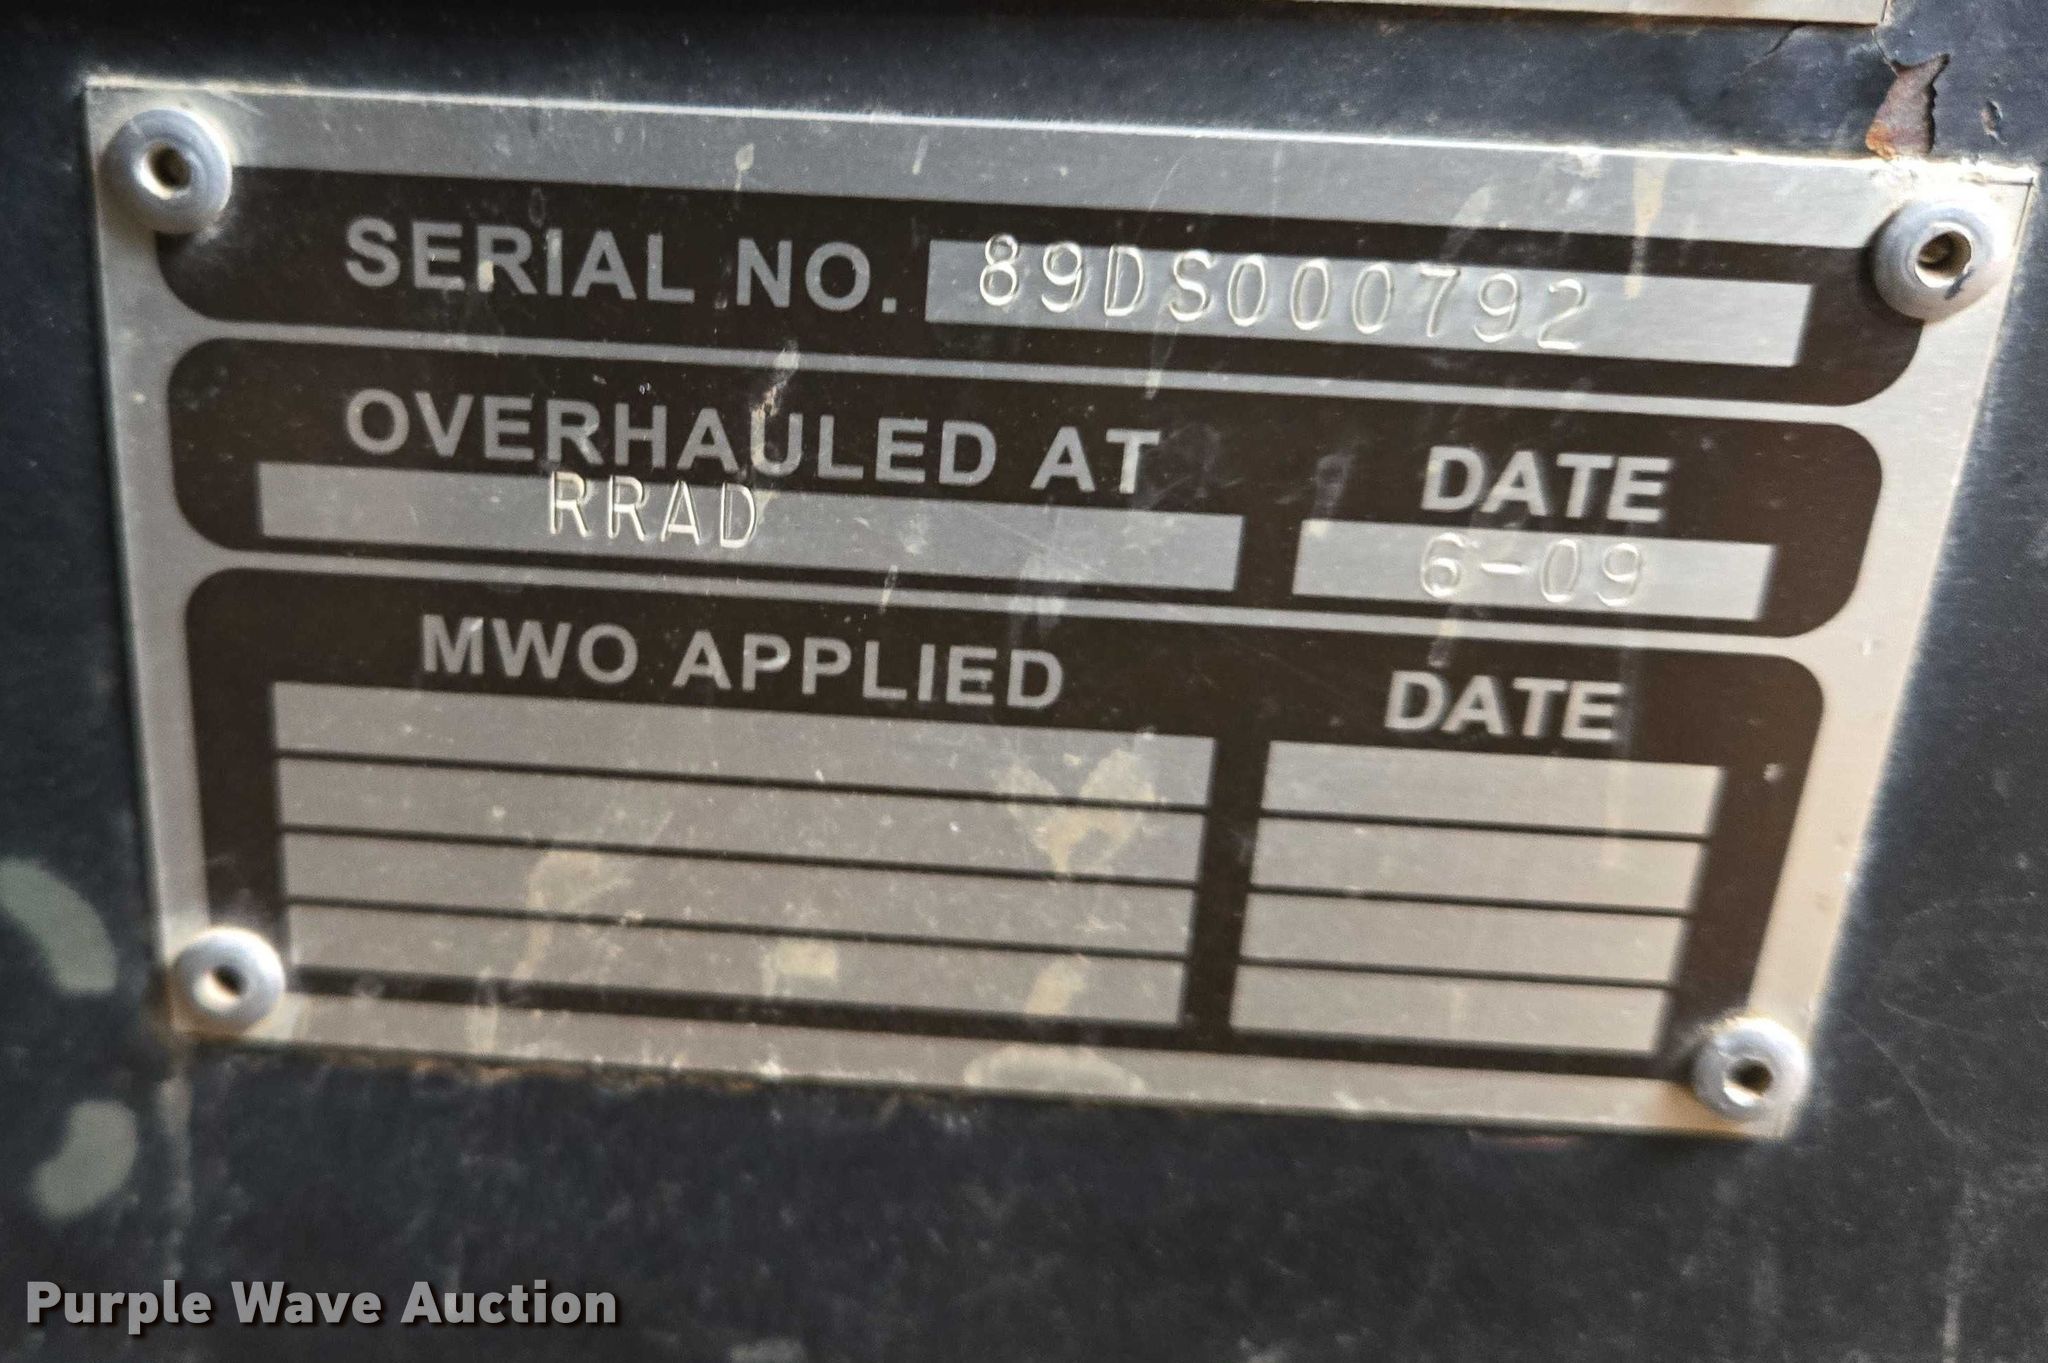 SERIAL NO. 89DS000792
OVERHAULED AT DATE
RRAD 6-09
MWO APPLIED DATE
Purple Wave Auction